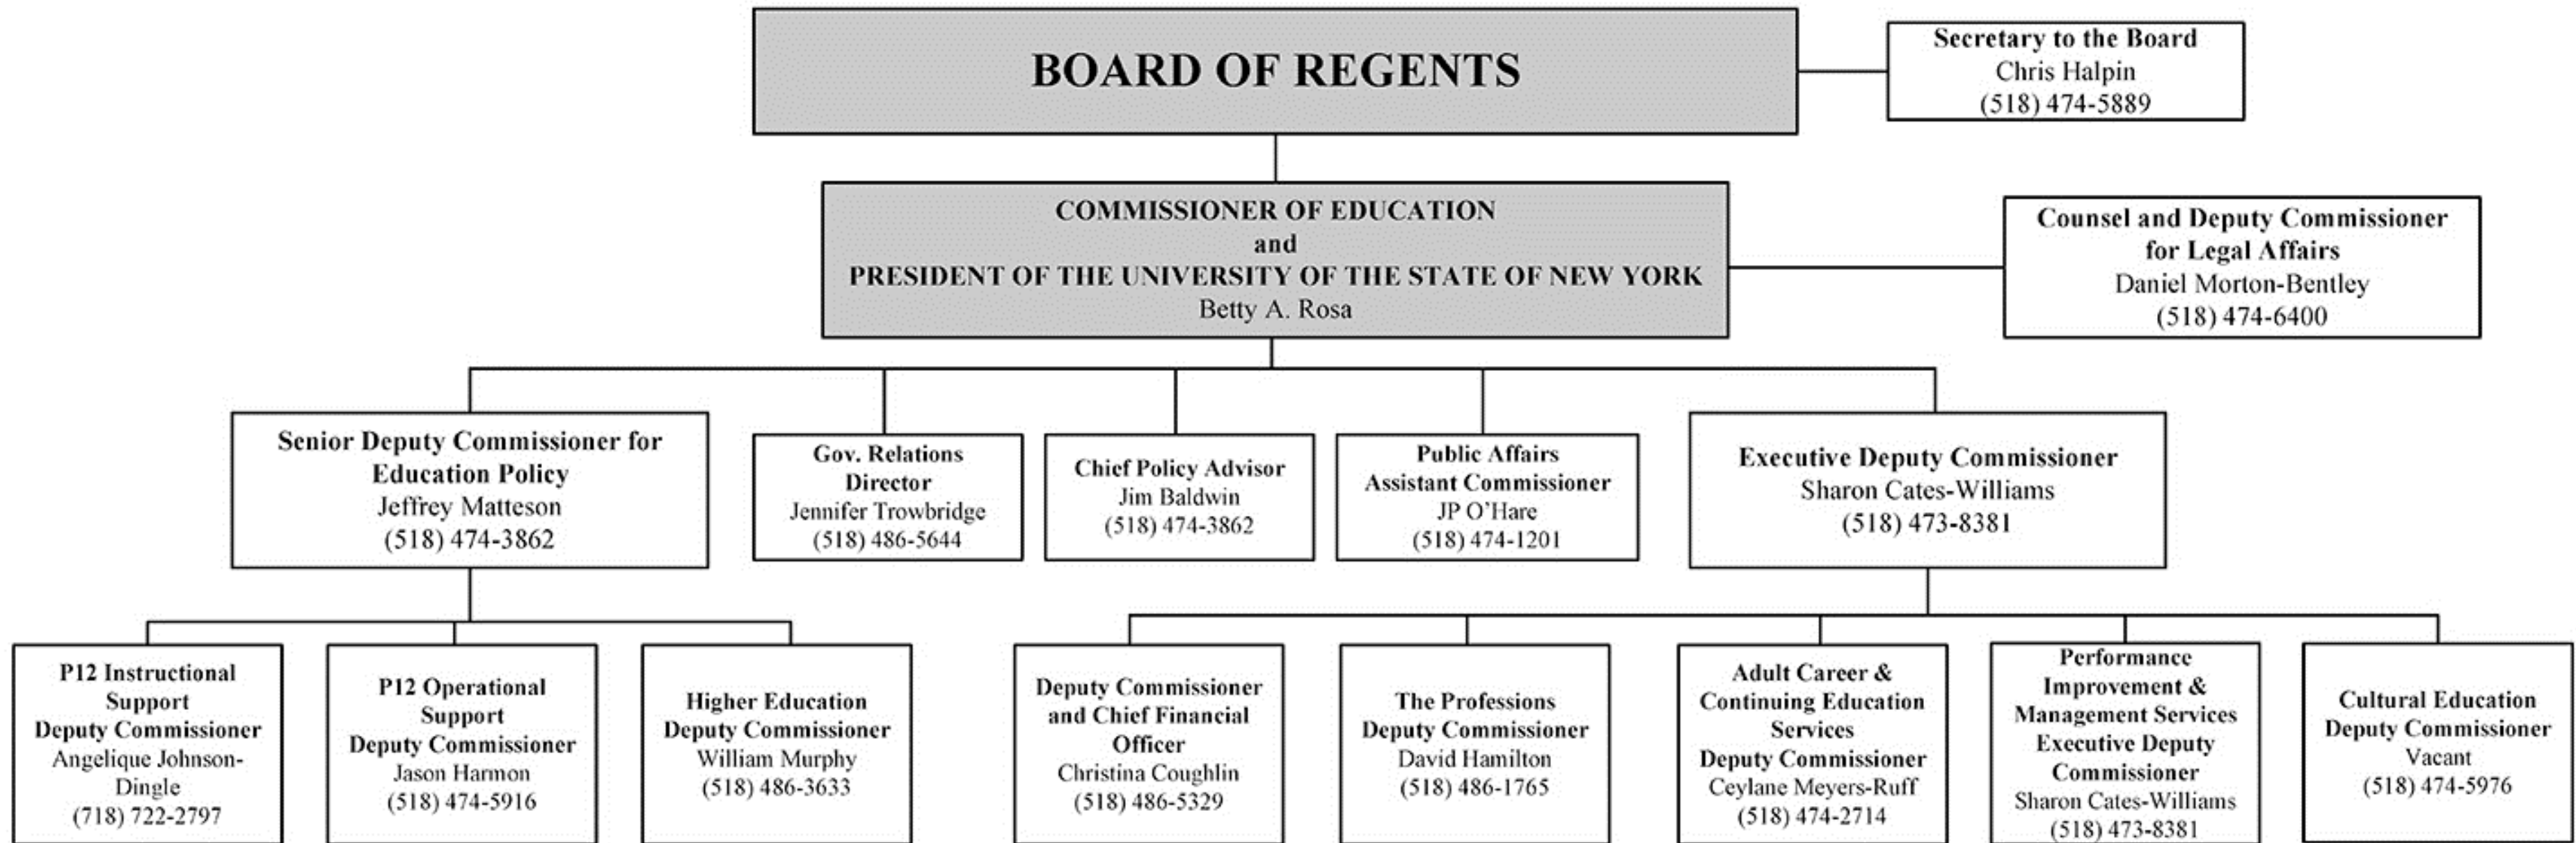 BOARD OF REGENTS
Secretary to the Board
Chris Halpin
(518) 474-5889
COMMISSIONER OF EDUCATION
and
PRESIDENT OF THE UNIVERSITY OF THE STATE OF NEW YORK
Betty A. Rosa
Counsel and Deputy Commissioner
for Legal Affairs
Daniel Morton-Bentley
(518) 474-6400
Senior Deputy Commissioner for
Education Policy
Jeffrey Matteson
(518) 474-3862
Gov. Relations
Director
Jennifer Trowbridge
(518) 486-5644
Chief Policy Advisor
Jim Baldwin
(518) 474-3862
Public Affairs
Assistant Commissioner
JP O’Hare
(518) 474-1201
Executive Deputy Commissioner
Sharon Cates-Williams
(518) 473-8381
P12 Instructional
Support
Deputy Commissioner
Angelique Johnson-
Dingle
(718) 722-2797
P12 Operational
Support
Deputy Commissioner
Jason Harmon
(518) 474-5916
Higher Education
Deputy Commissioner
William Murphy
(518) 486-3633
Deputy Commissioner
and Chief Financial
Officer
Christina Coughlin
(518) 486-5329
The Professions
Deputy Commissioner
David Hamilton
(518) 486-1765
Adult Career &
Continuing Education
Services
Deputy Commissioner
Ceylane Meyers-Ruff
(518) 474-2714
Performance
Improvement &
Management Services
Executive Deputy
Commissioner
Sharon Cates-Williams
(518) 473-8381
Cultural Education
Deputy Commissioner
Vacant
(518) 474-5976